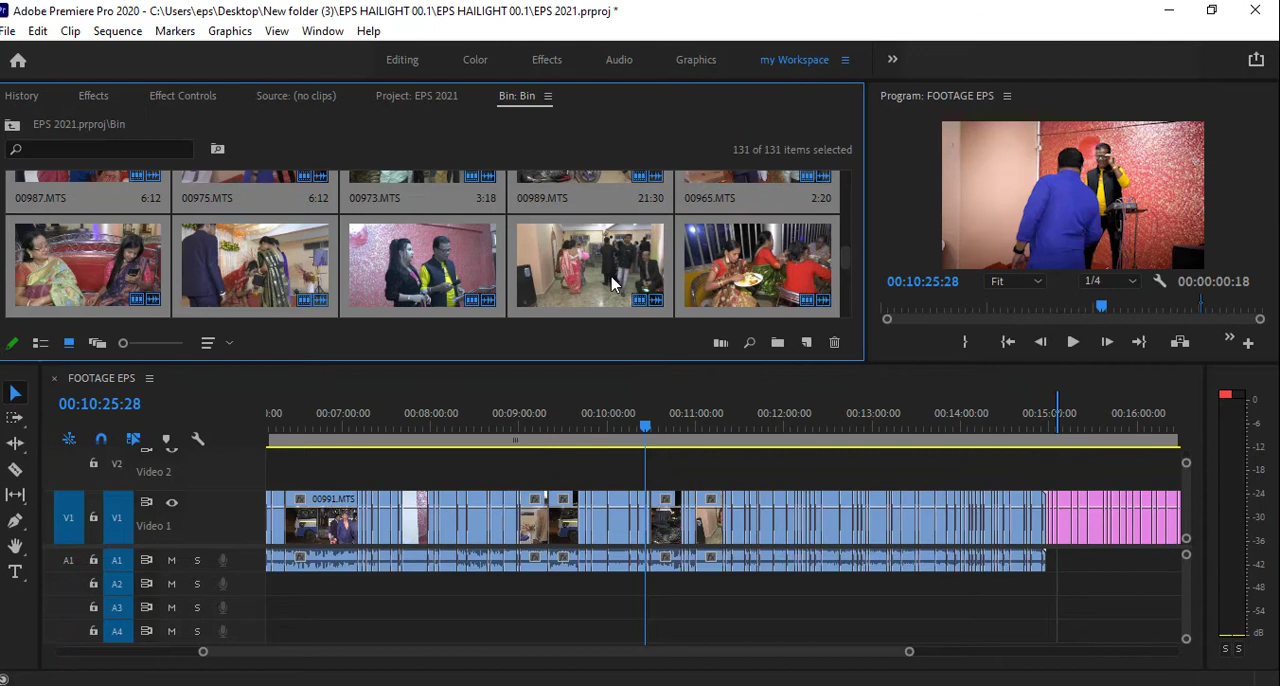 Adobe Premiere Pro 2020 - C:\Users\eps\Desktop\New folder (3)\EPS HAILIGHT 00.1\EPS HAILIGHT 00.1\EPS 2021.prproj *
File Edit Clip Sequence Markers Graphics View Window Help
Editing Color Effects Audio Graphics my Workspace
History Effects Effect Controls Source: (no clips) Project: EPS 2021 Bin: Bin
Program: FOOTAGE EPS
EPS 2021.prproj\Bin
131 of 131 items selected
00987.MTS 6:12 00975.MTS 6:12 00973.MTS 3:18 00989.MTS 21:30 00965.MTS 2:20
00:10:25:28 Fit 1/4 00:00:00:18
FOOTAGE EPS
00:10:25:28
:00 00:07:00:00 00:08:00:00 00:09:00:00 00:10:00:00 00:11:00:00 00:12:00:00 00:13:00:00 00:14:00:00 00:15:00:00 00:16:00:00
V2 Video 2
00991.MTS
V1 V1 Video 1
A1 A1 M S
A2 M S
A3 M S
A4 M S
0
-6
-12
-18
-24
-30
-36
-42
-48
-54
dB
S S